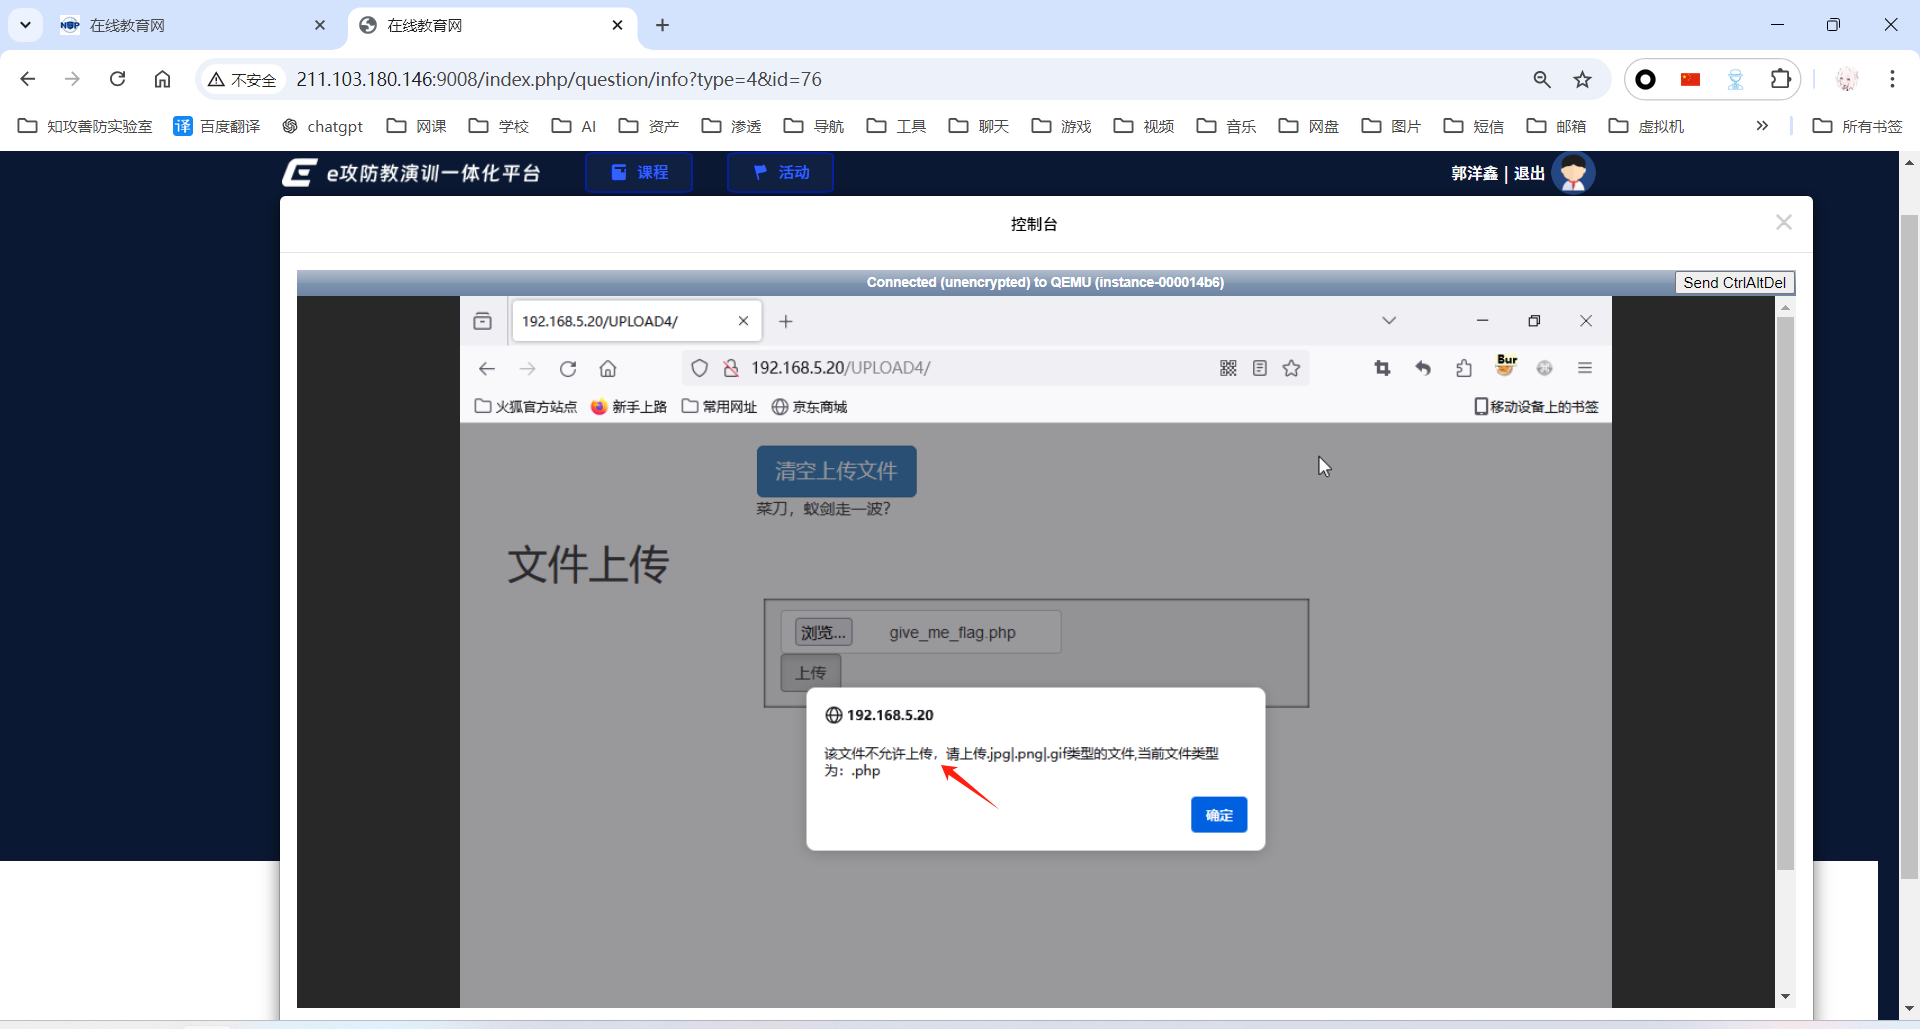 在线教育网
在线教育网
不安全
211.103.180.146:9008/index.php/question/info?type=4&id=76
知攻善防实验室
译
百度翻译
chatgpt
网课
学校
AI
资产
渗透
导航
工具
聊天
游戏
视频
音乐
网盘
图片
短信
邮箱
虚拟机
所有书签
e攻防教演训一体化平台
课程
活动
郭洋鑫 | 退出
控制台
Connected (unencrypted) to QEMU (instance-000014b6)
Send CtrlAltDel
192.168.5.20/UPLOAD4/
192.168.5.20/UPLOAD4/
Bur
火狐官方站点
新手上路
常用网址
京东商城
移动设备上的书签
清空上传文件
菜刀，蚁剑走一波?
文件上传
浏览...
give_me_flag.php
上传
192.168.5.20
该文件不允许上传，请上传.jpg|.png|.gif类型的文件,当前文件类型
为：.php
确定